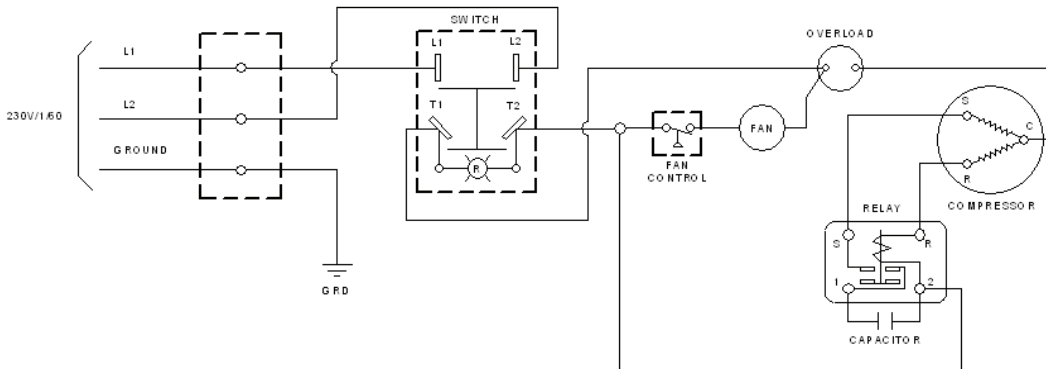 SWITCH
L1
L2
OVERLOAD
L1
L2
230V/1/60
T1
T2
GROUND
R
FAN
FAN
CONTROL
S
C
R
COMPRESSOR
RELAY
S
R
1
2
GRD
CAPACITOR